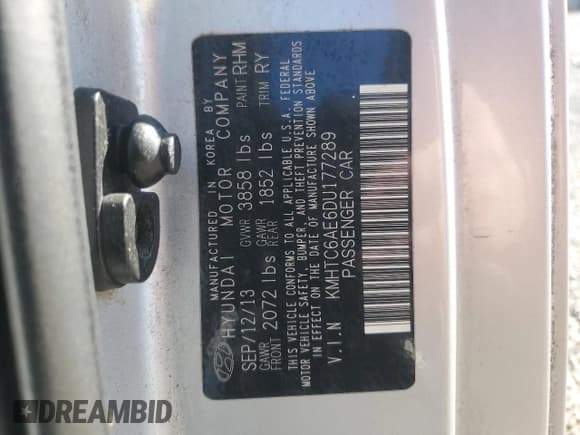 MANUFACTURED IN KOREA BY
HYUNDAI MOTOR COMPANY
SEP/12/13 GVWR 3858 lbs PAINT RHM
GAWR FRONT 2072 lbs GAWR REAR 1852 lbs TRIM RY
THIS VEHICLE CONFORMS TO ALL APPLICABLE U.S.A. FEDERAL
MOTOR VEHICLE SAFETY, BUMPER, AND THEFT PREVENTION STANDARDS
IN EFFECT ON THE DATE OF MANUFACTURE SHOWN ABOVE
V.I.N KMHTC6AE6DU177289
PASSENGER CAR
DREAMBID